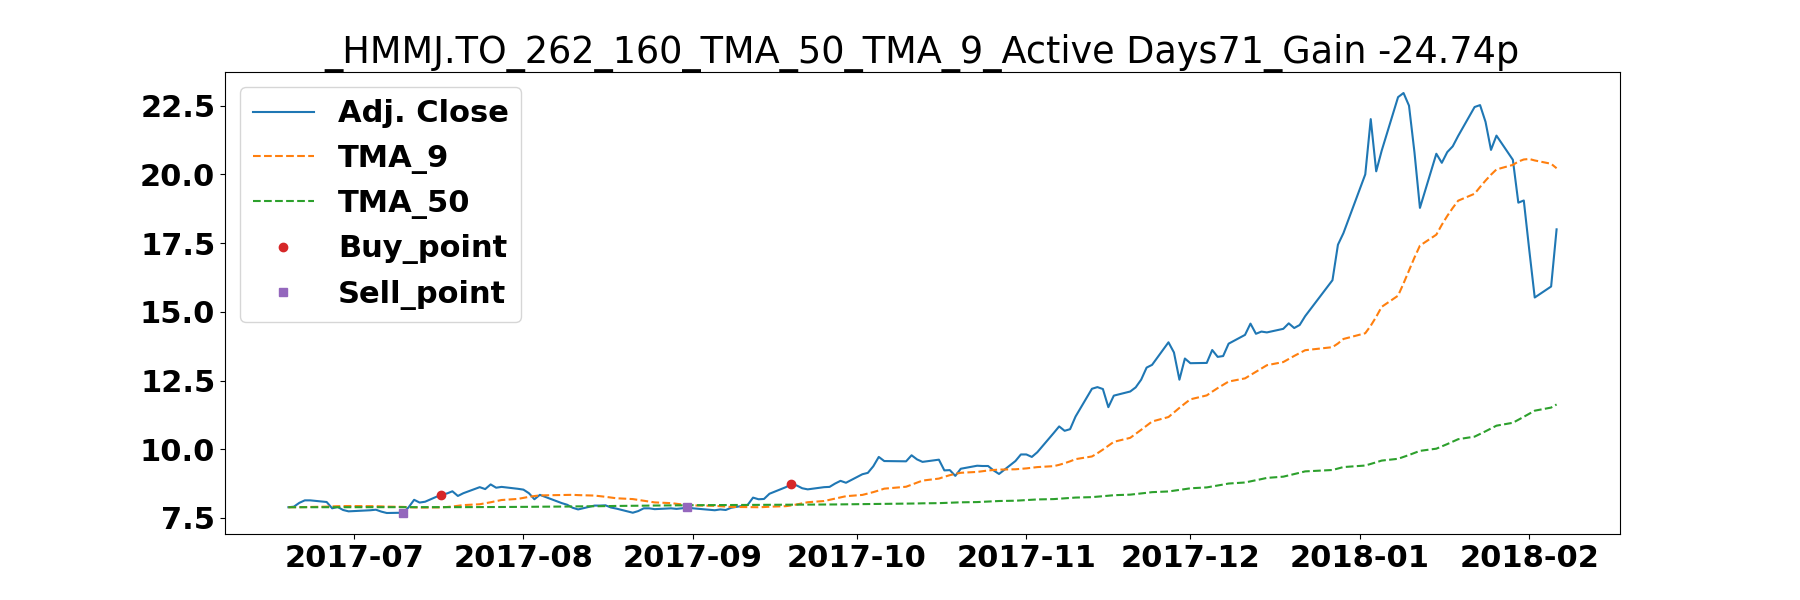 _HMMJ.TO_262_160_TMA_50_TMA_9_Active Days71_Gain -24.74p
Adj. Close
TMA_9
TMA_50
Buy_point
Sell_point
22.5
20.0
17.5
15.0
12.5
10.0
7.5
2017-07 2017-08 2017-09 2017-10 2017-11 2017-12 2018-01 2018-02